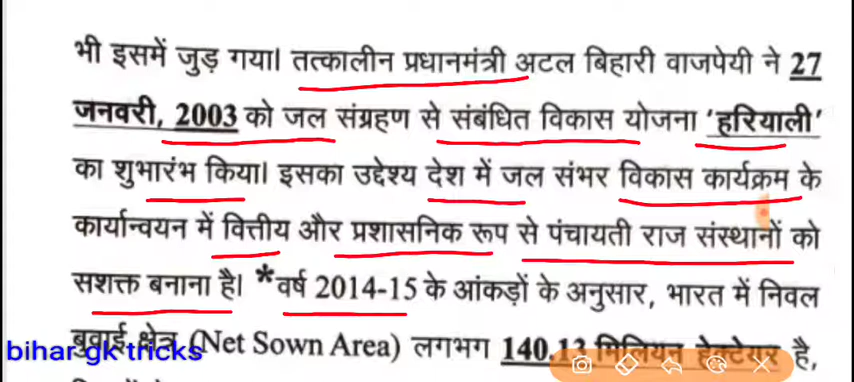 भी इसमें जुड़ गया। तत्कालीन प्रधानमंत्री अटल बिहारी वाजपेयी ने 27
जनवरी, 2003 को जल संग्रहण से संबंधित विकास योजना 'हरियाली'
का शुभारंभ किया। इसका उद्देश्य देश में जल संभर विकास कार्यक्रम के
कार्यान्वयन में वित्तीय और प्रशासनिक रूप से पंचायती राज संस्थानों को
सशक्त बनाना है। *वर्ष 2014-15 के आंकड़ों के अनुसार, भारत में निवल
बुवाई क्षेत्र (Net Sown Area) लगभग 140.13 मिलियन हेक्टेयर है,
bihar gk tricks